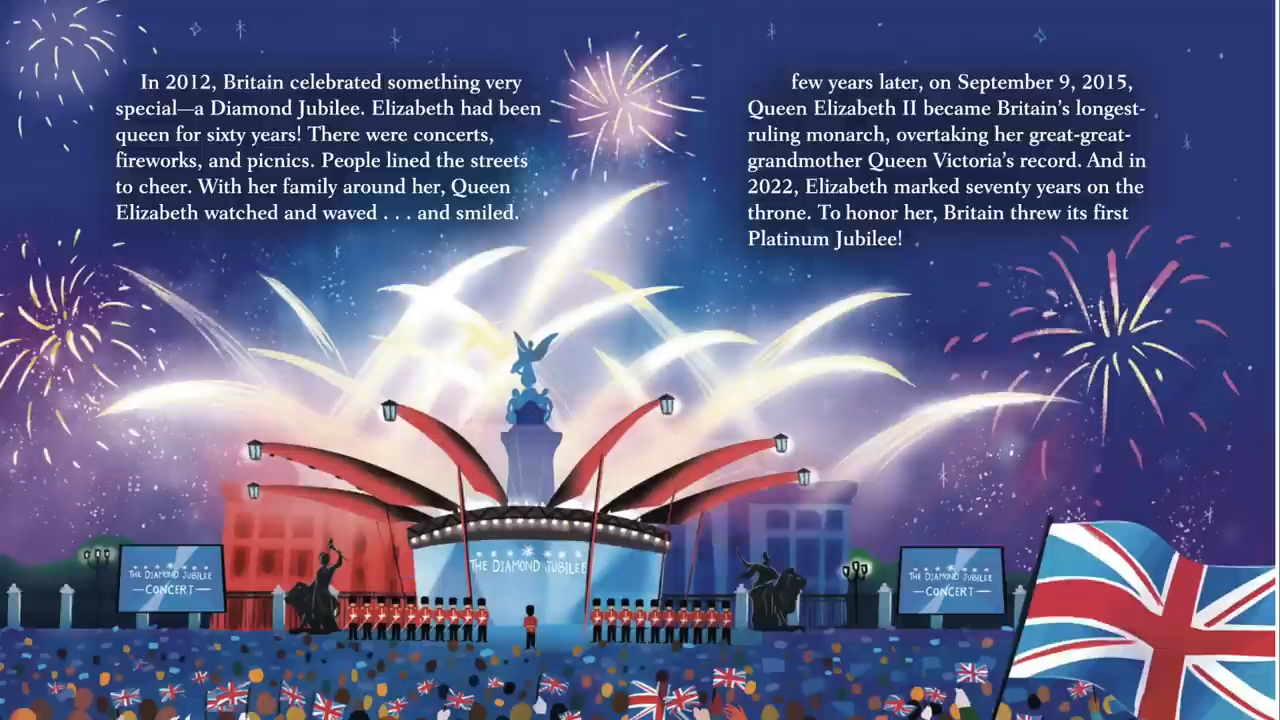 In 2012, Britain celebrated something very
special—a Diamond Jubilee. Elizabeth had been
queen for sixty years! There were concerts,
fireworks, and picnics. People lined the streets
to cheer. With her family around her, Queen
Elizabeth watched and waved . . . and smiled.
few years later, on September 9, 2015,
Queen Elizabeth II became Britain's longest-
ruling monarch, overtaking her great-great-
grandmother Queen Victoria's record. And in
2022, Elizabeth marked seventy years on the
throne. To honor her, Britain threw its first
Platinum Jubilee!
THE DIAMOND JUBILEE
THE DIAMOND JUBILEE
—CONCERT—
THE DIAMOND JUBILEE
—CONCERT—